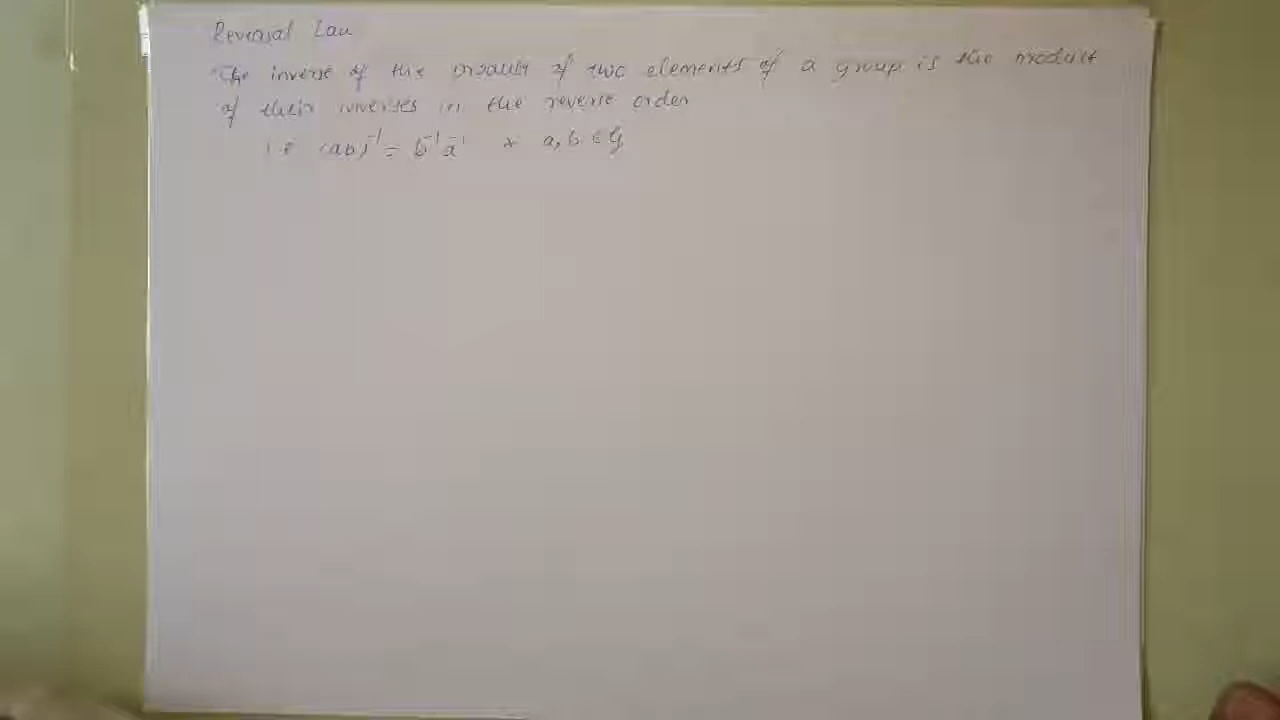 Reversal Law
The inverse of the product of two elements of a group is the product
of their inverses in the reverse order
i.e (ab)⁻¹ = b⁻¹a⁻¹ ∀ a, b ∈ G